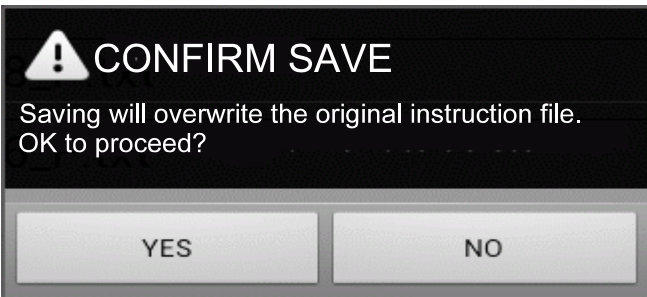 CONFIRM SAVE
Saving will overwrite the original instruction file.
OK to proceed?
YES
NO